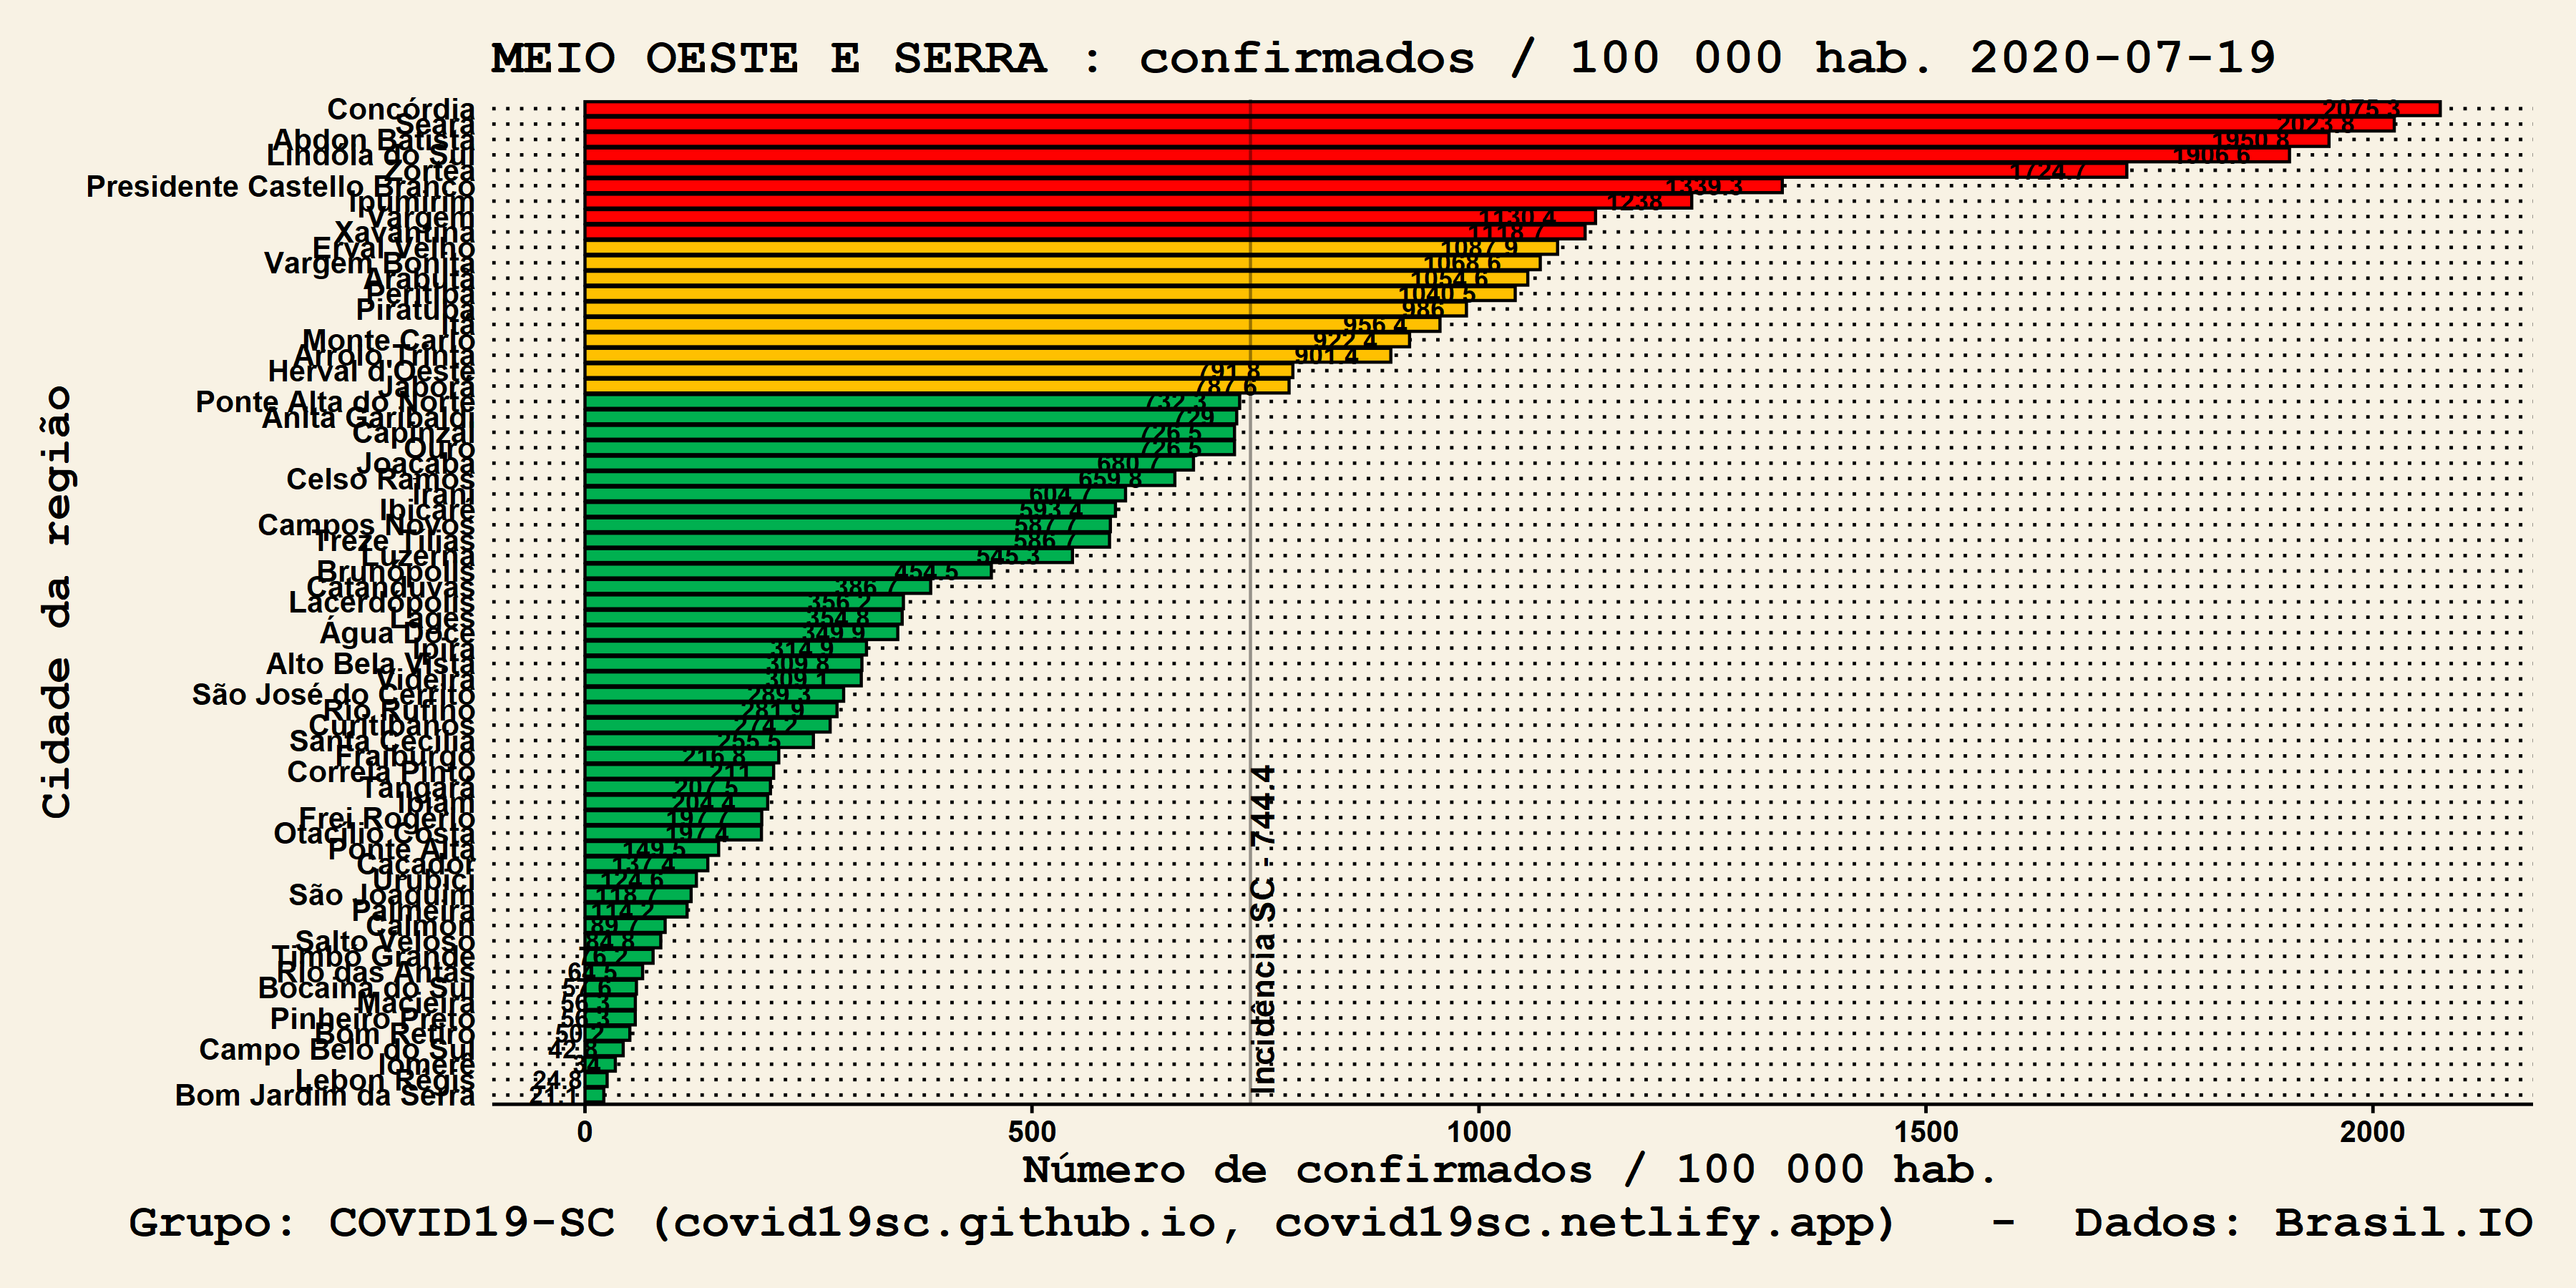 MEIO OESTE E SERRA : confirmados / 100 000 hab. 2020-07-19
Cidade da região
Concórdia 2075.3
Seara 2023.8
Abdon Batista 1950.8
Lindóia do Sul 1906.6
Zortéa 1724.7
Presidente Castello Branco 1339.3
Ipumirim 1238
Vargem 1130.4
Xavantina 1118.7
Erval Velho 1087.9
Vargem Bonita 1068.6
Arabutã 1054.6
Peritiba 1040.5
Piratuba 986
Itá 956.4
Monte Carlo 922.4
Arroio Trinta 901.4
Herval d'Oeste 791.8
Jaborá 787.6
Ponte Alta do Norte 732.3
Anita Garibaldi 729
Capinzal 726.5
Ouro 726.5
Joaçaba 680.7
Celso Ramos 659.8
Irani 604.7
Ibicaré 593.4
Campos Novos 587.7
Treze Tílias 586.7
Luzerna 545.3
Brunópolis 454.5
Catanduvas 386.7
Lacerdópolis 356.2
Lages 354.8
Água Doce 349.9
Ipira 314.9
Alto Bela Vista 309.8
Videira 309.1
São José do Cerrito 289.3
Rio Rufino 281.9
Curitibanos 274.2
Santa Cecília 255.5
Fraiburgo 216.8
Correia Pinto 211
Tangará 207.5
Ibiam 204.4
Frei Rogério 197.7
Otacílio Costa 197.4
Ponte Alta 149.5
Caçador 137.4
Urubici 124.6
São Joaquim 118.7
Palmeira 114.2
Calmon 89.7
Salto Veloso 84.8
Timbó Grande 76.2
Rio das Antas 64.5
Bocaina do Sul 57.6
Macieira 56.3
Pinheiro Preto 56.3
Bom Retiro 50.2
Campo Belo do Sul 42.8
Iomerê 34
Lebon Régis 24.8
Bom Jardim da Serra 21.1
Incidência SC - 744.4
0 500 1000 1500 2000
Número de confirmados / 100 000 hab.
Grupo: COVID19-SC (covid19sc.github.io, covid19sc.netlify.app) - Dados: Brasil.IO